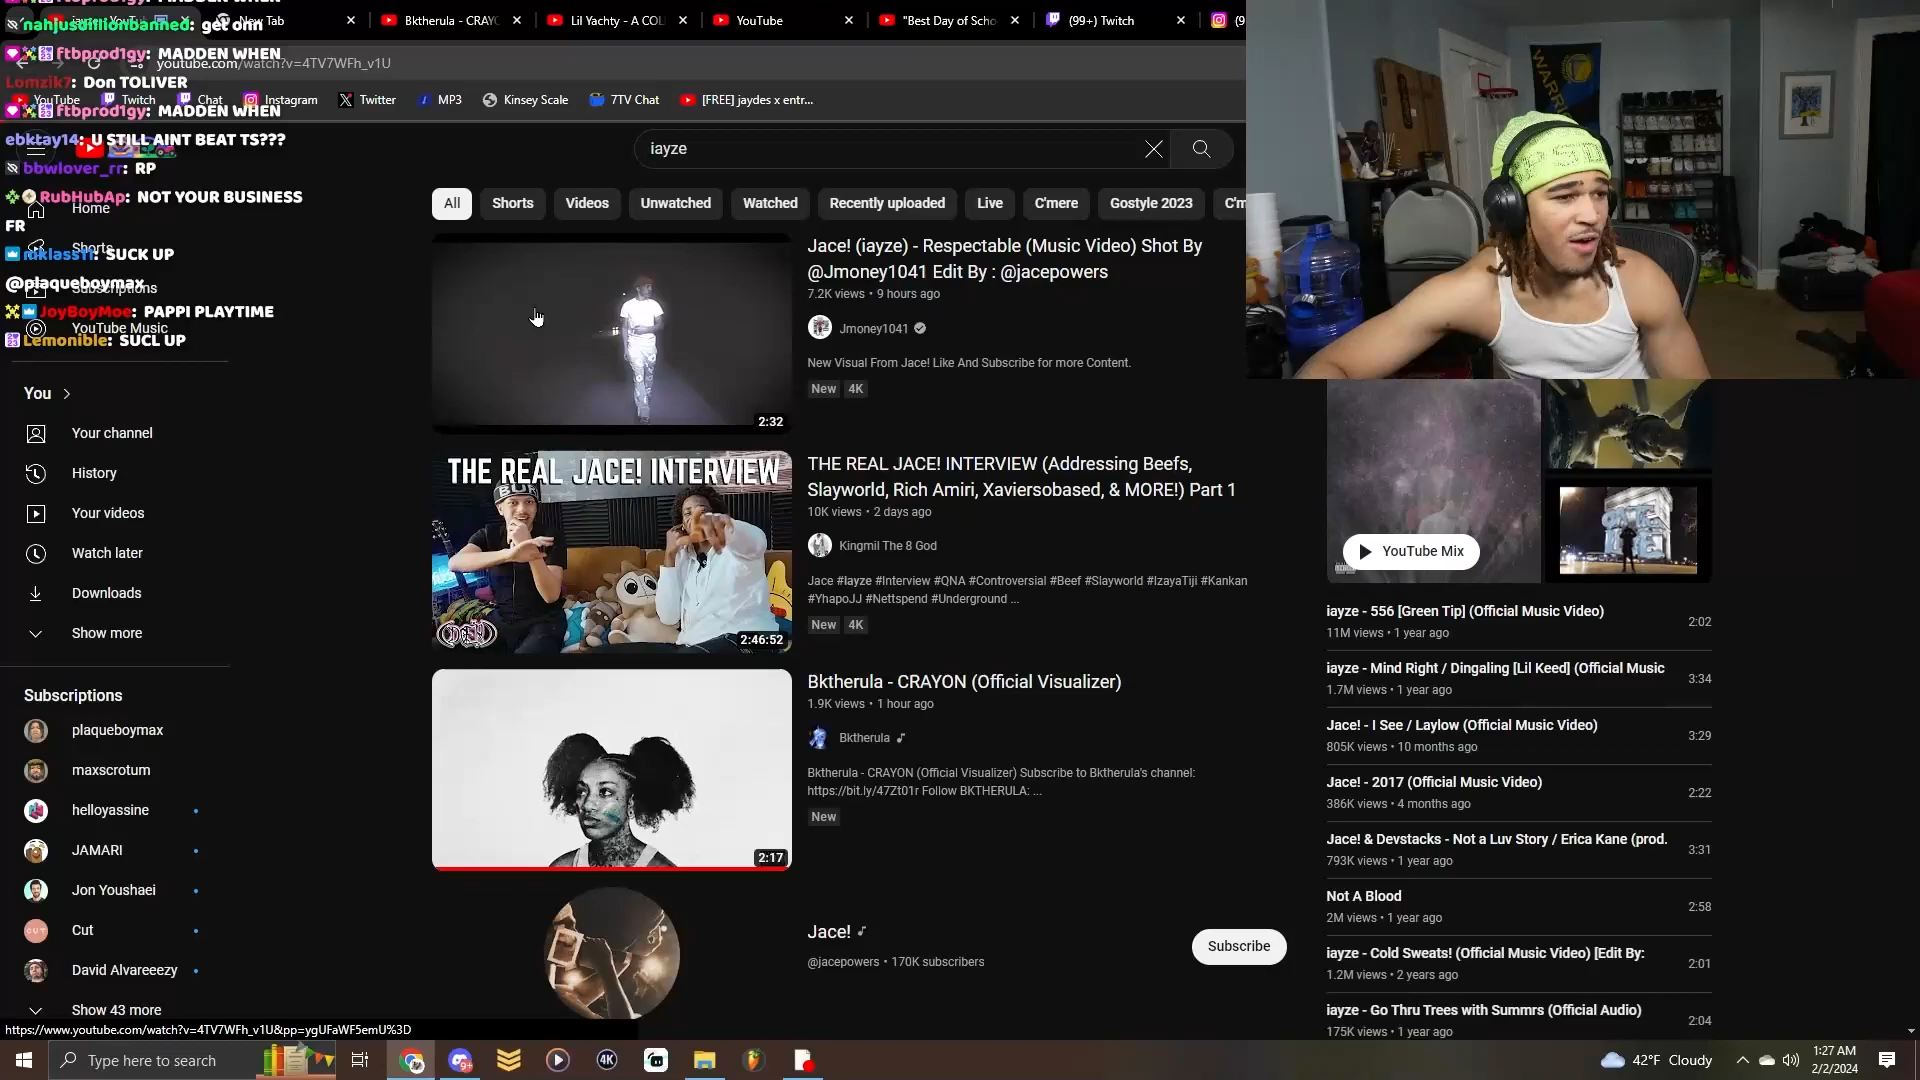 nahjusdillionbanned: get onn
ftbprod1gy: MADDEN WHEN
Lomzik7: Don TOLIVER
ftbprod1gy: MADDEN WHEN
ebktay14: U STILL AINT BEAT TS???
bbwlover_rr: RP
RubHubAp: NOT YOUR BUSINESS
FR
niklass11: SUCK UP
@plaqueboymax
JoyBoyMoe: PAPPI PLAYTIME
Lemonible: SUCL UP
New Tab
Bktherula - CRAYO
Lil Yachty - A COL
YouTube
"Best Day of Scho
(99+) Twitch
youtube.com/watch?v=4TV7WFh_v1U
YouTube
Twitch
Chat
Instagram
Twitter
MP3
Kinsey Scale
7TV Chat
[FREE] jaydes x entr...
iayze
All
Shorts
Videos
Unwatched
Watched
Recently uploaded
Live
C'mere
Gostyle 2023
C'm
Home
Shorts
Subscriptions
YouTube Music
You
Your channel
History
Your videos
Watch later
Downloads
Show more
Subscriptions
plaqueboymax
maxscrotum
helloyassine
JAMARI
Jon Youshaei
Cut
David Alvareeezy
Show 43 more
Jace! (iayze) - Respectable (Music Video) Shot By
@Jmoney1041 Edit By : @jacepowers
7.2K views • 9 hours ago
Jmoney1041
New Visual From Jace! Like And Subscribe for more Content.
New
4K
2:32
THE REAL JACE! INTERVIEW
2:46:52
THE REAL JACE! INTERVIEW (Addressing Beefs,
Slayworld, Rich Amiri, Xaviersobased, & MORE!) Part 1
10K views • 2 days ago
Kingmil The 8 God
Jace #Iayze #Interview #QNA #Controversial #Beef #Slayworld #IzayaTiji #Kankan
#YhapoJJ #Nettspend #Underground ...
New
4K
Bktherula - CRAYON (Official Visualizer)
1.9K views • 1 hour ago
Bktherula
Bktherula - CRAYON (Official Visualizer) Subscribe to Bktherula's channel:
https://bit.ly/47Zt01r Follow BKTHERULA: ...
New
2:17
Jace!
@jacepowers • 170K subscribers
Subscribe
WARRI
YouTube Mix
iayze - 556 [Green Tip] (Official Music Video)
11M views • 1 year ago
2:02
iayze - Mind Right / Dingaling [Lil Keed] (Official Music
1.7M views • 1 year ago
3:34
Jace! - I See / Laylow (Official Music Video)
805K views • 10 months ago
3:29
Jace! - 2017 (Official Music Video)
386K views • 4 months ago
2:22
Jace! & Devstacks - Not a Luv Story / Erica Kane (prod.
793K views • 1 year ago
3:31
Not A Blood
2M views • 1 year ago
2:58
iayze - Cold Sweats! (Official Music Video) [Edit By:
1.2M views • 2 years ago
2:01
iayze - Go Thru Trees with Summrs (Official Audio)
175K views • 1 year ago
2:04
https://www.youtube.com/watch?v=4TV7WFh_v1U&pp=ygUFaWF5emU%3D
Type here to search
42°F Cloudy
1:27 AM
2/2/2024